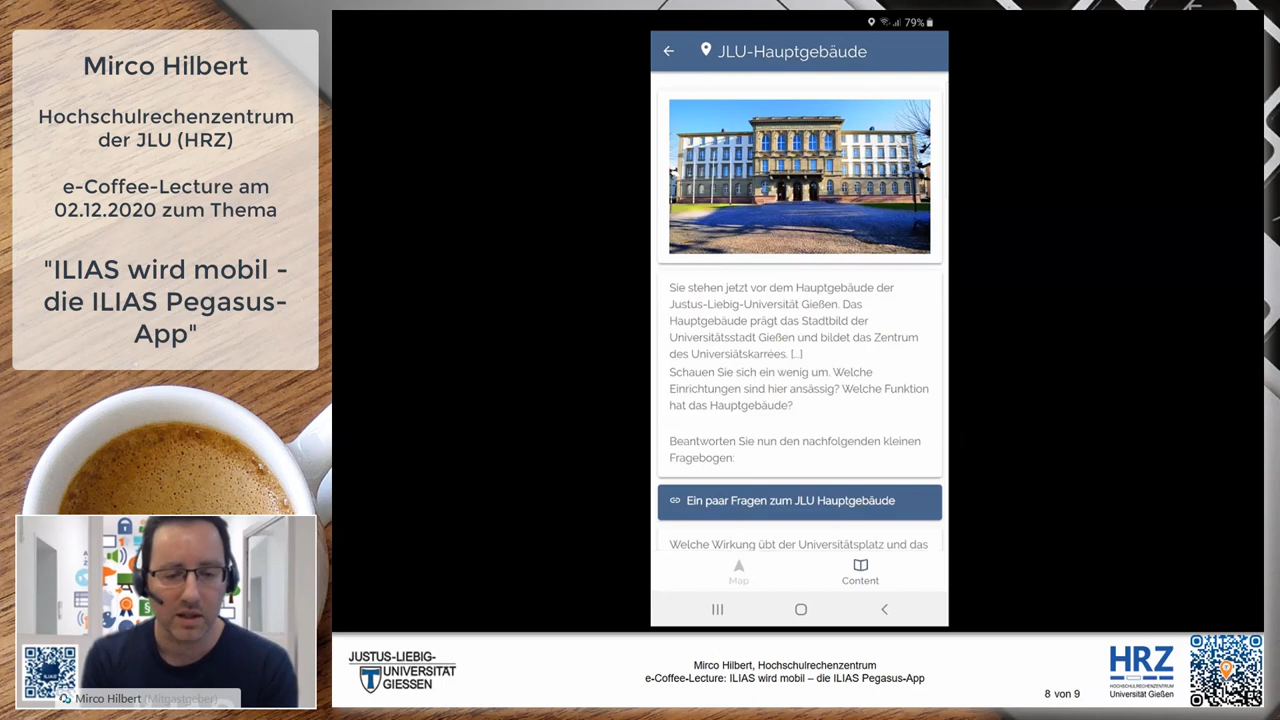 Mirco Hilbert
Hochschulrechenzentrum
der JLU (HRZ)
e-Coffee-Lecture am
02.12.2020 zum Thema
"ILIAS wird mobil -
die ILIAS Pegasus-
App"
79%
JLU-Hauptgebäude
Sie stehen jetzt vor dem Hauptgebäude der
Justus-Liebig-Universität Gießen. Das
Hauptgebäude prägt das Stadtbild der
Universitätsstadt Gießen und bildet das Zentrum
des Universiätskarrées. [...]
Schauen Sie sich ein wenig um. Welche
Einrichtungen sind hier ansässig? Welche Funktion
hat das Hauptgebäude?
Beantworten Sie nun den nachfolgenden kleinen
Fragebogen:
Ein paar Fragen zum JLU Hauptgebäude
Welche Wirkung übt der Universitätsplatz und das
Map
Content
Mirco Hilbert (Mitgastgeber)
JUSTUS-LIEBIG-
UNIVERSITÄT
GIESSEN
Mirco Hilbert, Hochschulrechenzentrum
e-Coffee-Lecture: ILIAS wird mobil – die ILIAS Pegasus-App
8 von 9
HRZ
HOCHSCHULRECHENZENTRUM
Universität Gießen